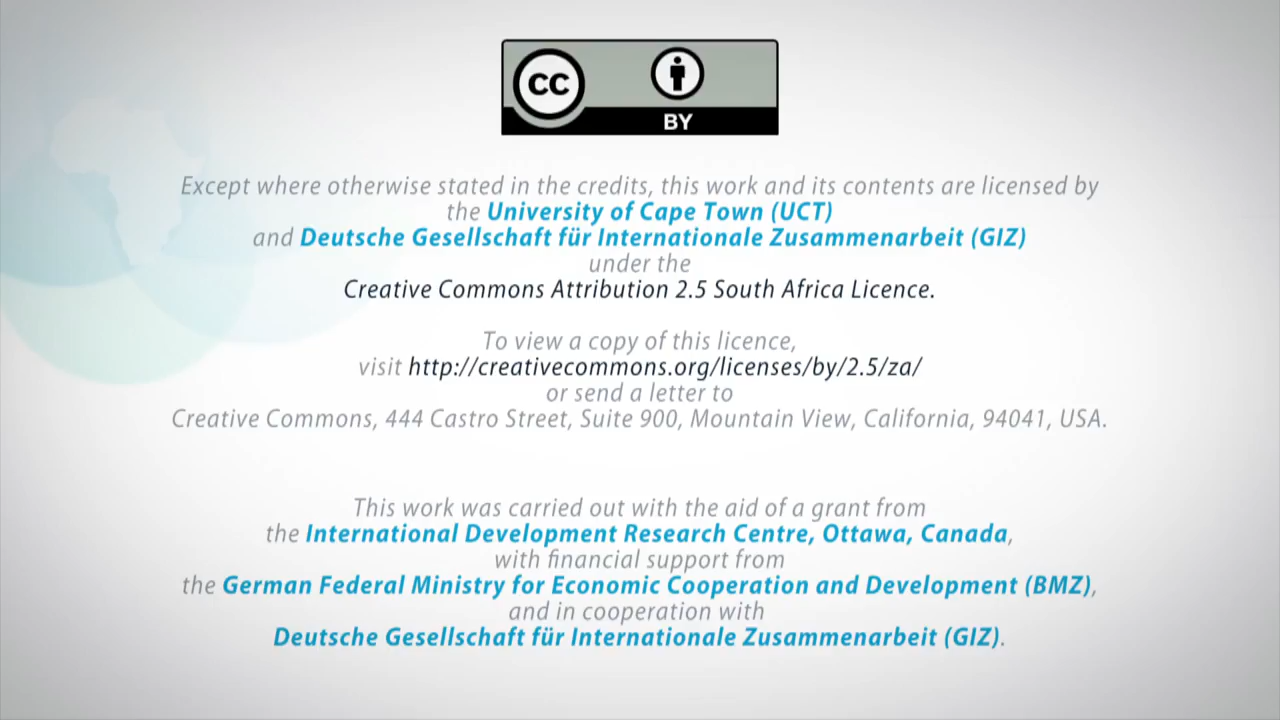 CC
BY
Except where otherwise stated in the credits, this work and its contents are licensed by
the University of Cape Town (UCT)
and Deutsche Gesellschaft für Internationale Zusammenarbeit (GIZ)
under the
Creative Commons Attribution 2.5 South Africa Licence.
To view a copy of this licence,
visit http://creativecommons.org/licenses/by/2.5/za/
or send a letter to
Creative Commons, 444 Castro Street, Suite 900, Mountain View, California, 94041, USA.
This work was carried out with the aid of a grant from
the International Development Research Centre, Ottawa, Canada,
with financial support from
the German Federal Ministry for Economic Cooperation and Development (BMZ),
and in cooperation with
Deutsche Gesellschaft für Internationale Zusammenarbeit (GIZ).